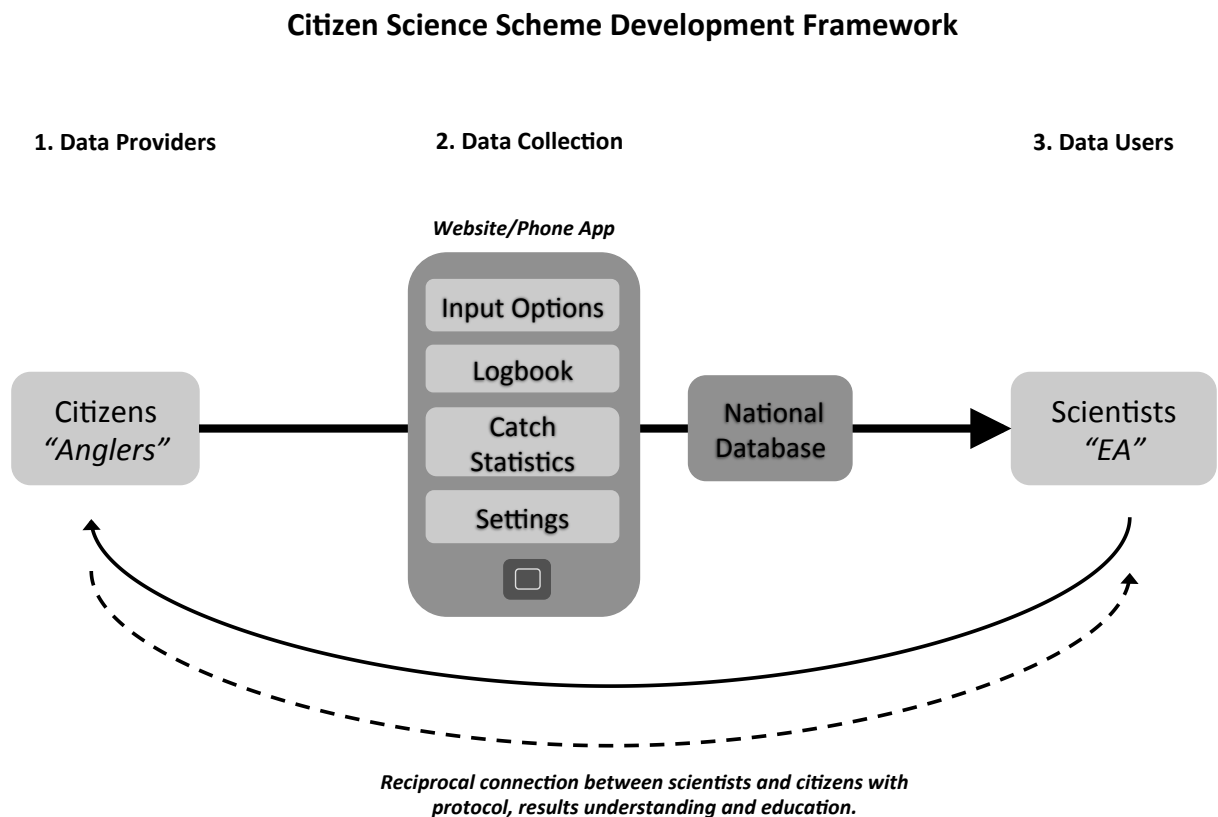 Citizen Science Scheme Development Framework
1. Data Providers
2. Data Collection
3. Data Users
Website/Phone App
Input Options
Logbook
Catch
Statistics
Settings
Citizens
“Anglers”
National
Database
Scientists
“EA”
Reciprocal connection between scientists and citizens with
protocol, results understanding and education.